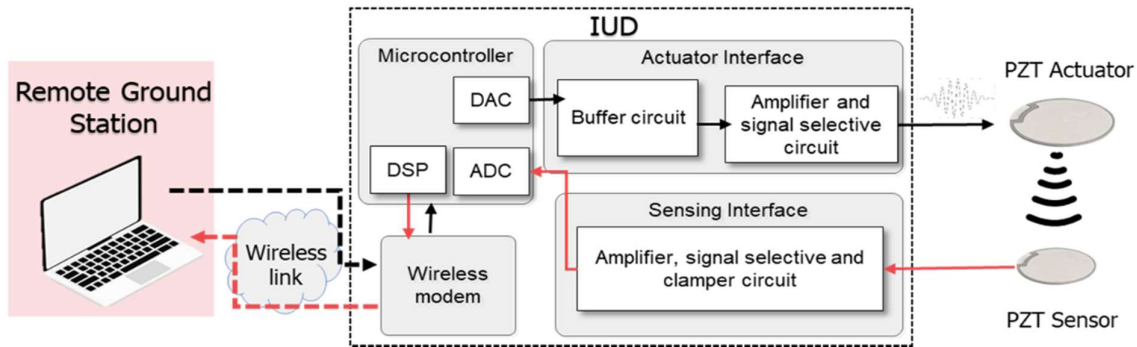 IUD
Remote Ground
Station
Wireless
link
Microcontroller
DAC
DSP
ADC
Wireless
modem
Actuator Interface
Buffer circuit
Amplifier and
signal selective
circuit
Sensing Interface
Amplifier, signal selective and
clamper circuit
PZT Actuator
PZT Sensor